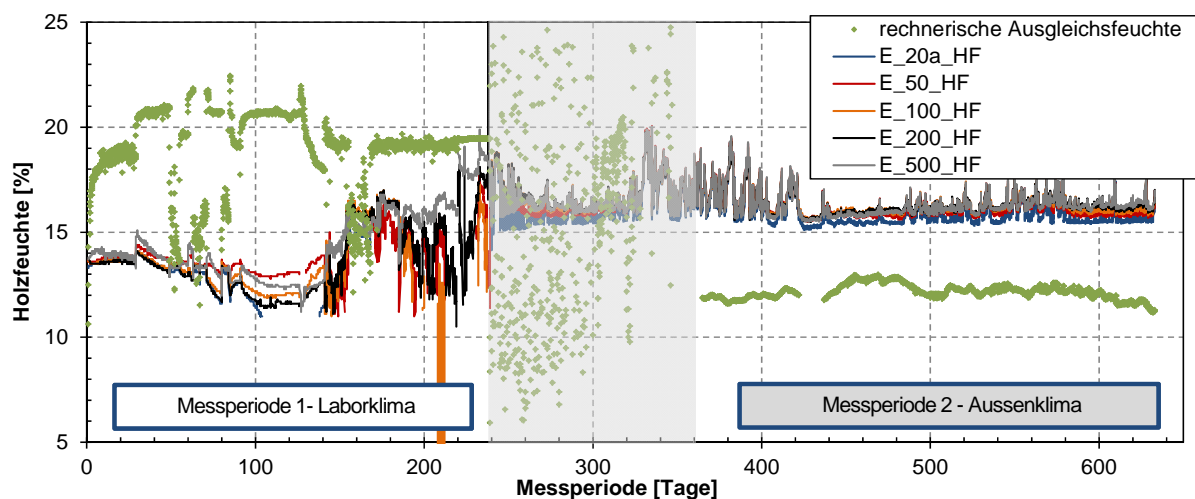 25
20
15
10
5
Holzfeuchte [%]
rechnerische Ausgleichsfeuchte
E_20a_HF
E_50_HF
E_100_HF
E_200_HF
E_500_HF
Messperiode 1- Laborklima
Messperiode 2 - Aussenklima
0
100
200
300
400
500
600
Messperiode [Tage]